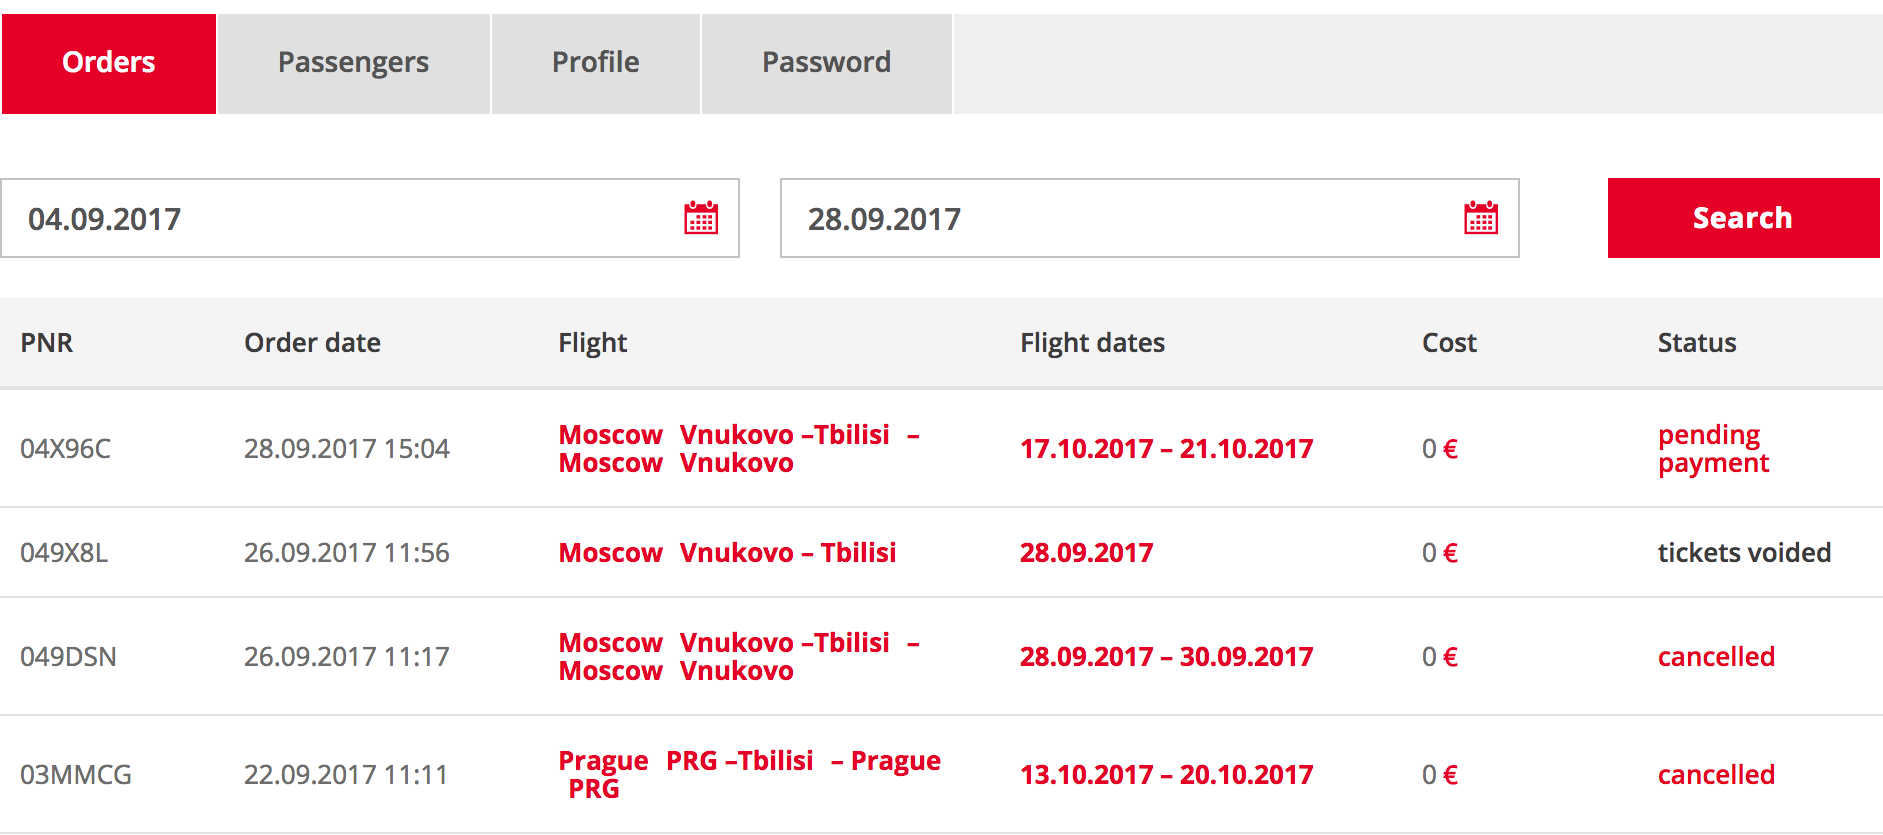 Orders Passengers Profile Password
04.09.2017 28.09.2017 Search
PNR Order date Flight Flight dates Cost Status
04X96C 28.09.2017 15:04 Moscow Vnukovo –Tbilisi – 17.10.2017 – 21.10.2017 0 € pending
Moscow Vnukovo payment
049X8L 26.09.2017 11:56 Moscow Vnukovo – Tbilisi 28.09.2017 0 € tickets voided
049DSN 26.09.2017 11:17 Moscow Vnukovo –Tbilisi – 28.09.2017 – 30.09.2017 0 € cancelled
Moscow Vnukovo
03MMCG 22.09.2017 11:11 Prague PRG –Tbilisi – Prague 13.10.2017 – 20.10.2017 0 € cancelled
PRG